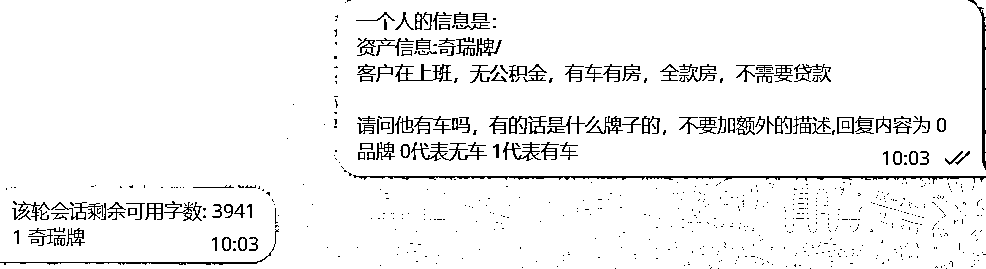 一个人的信息是：
资产信息:奇瑞牌/
客户在上班，无公积金，有车有房，全款房，不需要贷款
请问他有车吗，有的话是什么牌子的，不要加额外的描述,回复内容为 0
品牌 0代表无车 1代表有车
10:03
该轮会话剩余可用字数: 3941
1 奇瑞牌
10:03